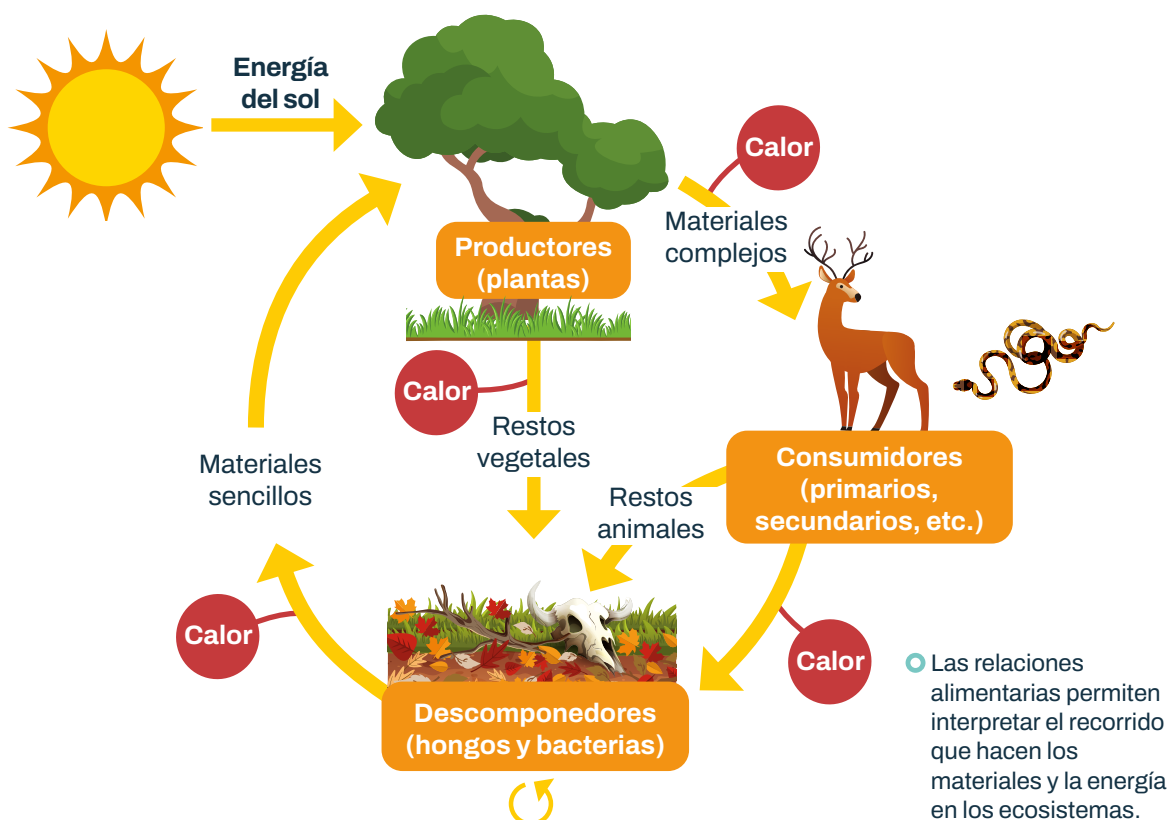 Energía
del sol
Calor
Materiales
complejos
Productores
(plantas)
Calor
Restos
vegetales
Materiales
sencillos
Consumidores
(primarios,
secundarios, etc.)
Restos
animales
Calor
Calor
Descomponedores
(hongos y bacterias)
Las relaciones
alimentarias permiten
interpretar el recorrido
que hacen los
materiales y la energía
en los ecosistemas.